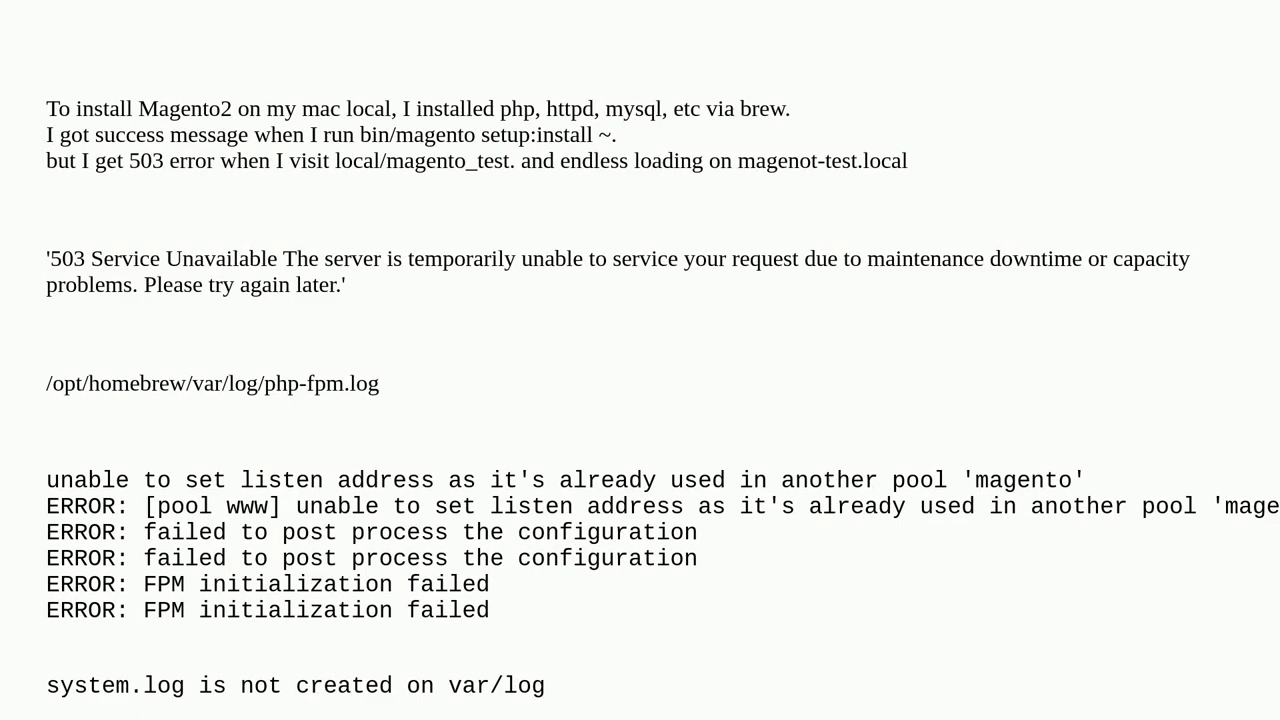 To install Magento2 on my mac local, I installed php, httpd, mysql, etc via brew.
I got success message when I run bin/magento setup:install ~.
but I get 503 error when I visit local/magento_test. and endless loading on magenot-test.local
'503 Service Unavailable The server is temporarily unable to service your request due to maintenance downtime or capacity
problems. Please try again later.'
/opt/homebrew/var/log/php-fpm.log
unable to set listen address as it's already used in another pool 'magento'
ERROR: [pool www] unable to set listen address as it's already used in another pool 'mage
ERROR: failed to post process the configuration
ERROR: failed to post process the configuration
ERROR: FPM initialization failed
ERROR: FPM initialization failed
system.log is not created on var/log